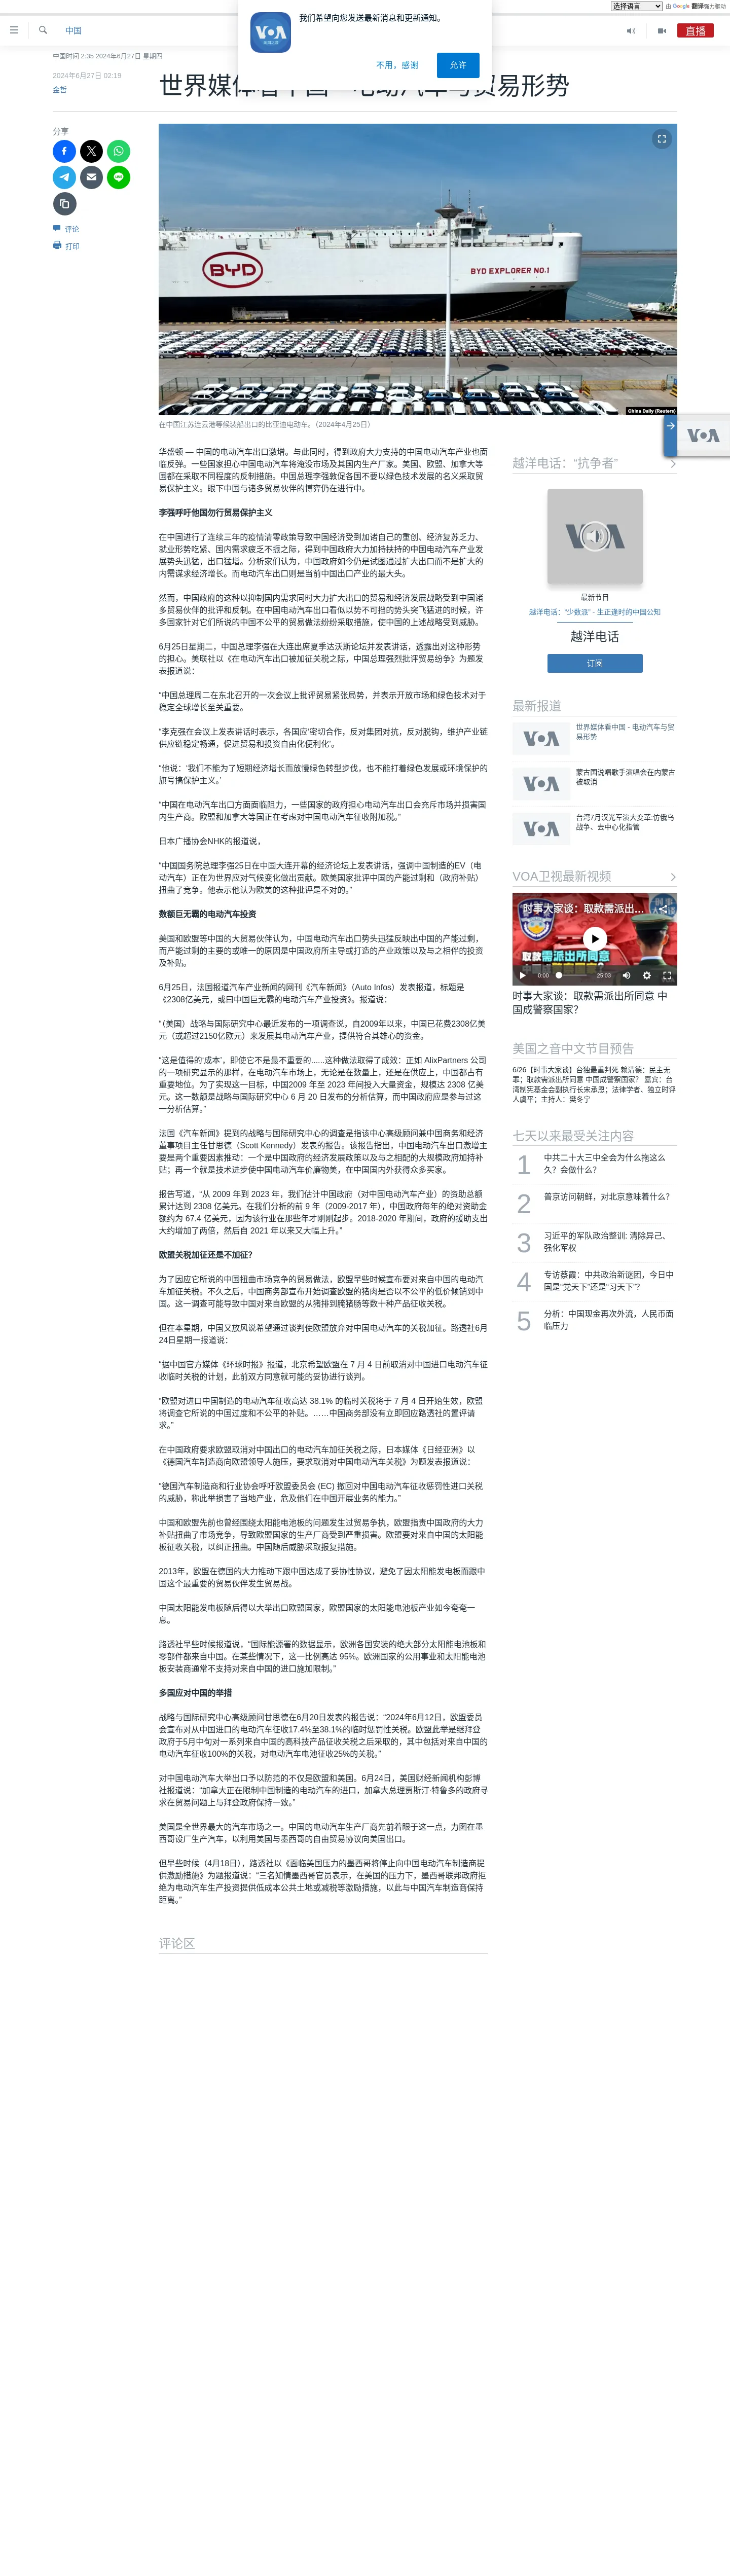 选择语言
由 Google 翻译强力驱动
我们希望向您发送最新消息和更新通知。
不用，感谢
允许
中国
直播
中国时间 2:35 2024年6月27日 星期四
2024年6月27日 02:19
金哲
世界媒体看中国 - 电动汽车与贸易形势
分享
评论
打印
BYD
BYD EXPLORER NO.1
China Daily (Reuters)
在中国江苏连云港等候装船出口的比亚迪电动车。（2024年4月25日）
华盛顿 — 中国的电动汽车出口激增。与此同时，得到政府大力支持的中国电动汽车产业也面
临反弹。一些国家担心中国电动汽车将淹没市场及其国内生产厂家。美国、欧盟、加拿大等
国都在采取不同程度的反制措施。中国总理李强敦促各国不要以绿色技术发展的名义采取贸
易保护主义。眼下中国与诸多贸易伙伴的博弈仍在进行中。
李强呼吁他国勿行贸易保护主义
在中国进行了连续三年的疫情清零政策导致中国经济受到加诸自己的重创、经济复苏乏力、
就业形势吃紧、国内需求疲乏不振之际，得到中国政府大力加持扶持的中国电动汽车产业发
展势头迅猛，出口猛增。分析家们认为，中国政府如今仍是试图通过扩大出口而不是扩大的
内需谋求经济增长。而电动汽车出口则是当前中国出口产业的最大头。
然而，中国政府的这种以抑制国内需求同时大力扩大出口的贸易和经济发展战略受到中国诸
多贸易伙伴的批评和反制。在中国电动汽车出口看似以势不可挡的势头突飞猛进的时候，许
多国家针对它们所说的中国不公平的贸易做法纷纷采取措施，使中国的上述战略受到威胁。
6月25日星期二，中国总理李强在大连出席夏季达沃斯论坛并发表讲话，透露出对这种形势
的担心。美联社以《在电动汽车出口被加征关税之际，中国总理强烈批评贸易纷争》为题发
表报道说：
“中国总理周二在东北召开的一次会议上批评贸易紧张局势，并表示开放市场和绿色技术对于
稳定全球增长至关重要。
“李克强在会议上发表讲话时表示，各国应‘密切合作，反对集团对抗，反对脱钩，维护产业链
供应链稳定畅通，促进贸易和投资自由化便利化’。
“他说：‘我们不能为了短期经济增长而放慢绿色转型步伐，也不能打着绿色发展或环境保护的
旗号搞保护主义。’
“中国在电动汽车出口方面面临阻力，一些国家的政府担心电动汽车出口会充斥市场并损害国
内生产商。欧盟和加拿大等国正在考虑对中国电动汽车征收附加税。”
日本广播协会NHK的报道说，
“中国国务院总理李强25日在中国大连开幕的经济论坛上发表讲话，强调中国制造的EV（电
动汽车）正在为世界应对气候变化做出贡献。欧美国家批评中国的产能过剩和（政府补贴）
扭曲了竞争。他表示他认为欧美的这种批评是不对的。”
数额巨无霸的电动汽车投资
美国和欧盟等中国的大贸易伙伴认为，中国电动汽车出口势头迅猛反映出中国的产能过剩，
而产能过剩的主要的或唯一的原因是中国政府所主导或打造的产业政策以及与之相伴的投资
及补贴。
6月25日，法国报道汽车产业新闻的网刊《汽车新闻》（Auto Infos）发表报道，标题是
《2308亿美元，或曰中国巨无霸的电动汽车产业投资》。报道说：
“（美国）战略与国际研究中心最近发布的一项调查说，自2009年以来，中国已花费2308亿美
元（或超过2150亿欧元）来发展其电动汽车产业，提供符合其雄心的资金。
“这是值得的‘成本’，即使它不是最不重要的......这种做法取得了成效：正如 AlixPartners 公司
的一项研究显示的那样，在电动汽车市场上，无论是在数量上，还是在供应上，中国都占有
重要地位。为了实现这一目标，中国2009 年至 2023 年间投入大量资金，规模达 2308 亿美
元。这一数额是战略与国际研究中心 6 月 20 日发布的分析估算，而中国政府应是参与过这
一分析估算。”
法国《汽车新闻》提到的战略与国际研究中心的调查是指该中心高级顾问兼中国商务和经济
董事项目主任甘思德（Scott Kennedy）发表的报告。该报告指出，中国电动汽车出口激增主
要是两个重要因素推动：一个是中国政府的经济发展政策以及与之相配的大规模政府加持补
贴；再一个就是技术进步使中国电动汽车价廉物美，在中国国内外获得众多买家。
报告写道，“从 2009 年到 2023 年，我们估计中国政府（对中国电动汽车产业）的资助总额
累计达到 2308 亿美元。在我们分析的前 9 年（2009-2017 年），中国政府每年的绝对资助金
额约为 67.4 亿美元，因为该行业在那些年才刚刚起步。2018-2020 年期间，政府的援助支出
大约增加了两倍，然后自 2021 年以来又大幅上升。”
欧盟关税加征还是不加征？
为了因应它所说的中国扭曲市场竞争的贸易做法，欧盟早些时候宣布要对来自中国的电动汽
车加征关税。不久之后，中国商务部宣布开始调查欧盟的猪肉是否以不公平的低价倾销到中
国。这一调查可能导致中国对来自欧盟的从猪排到腌猪肠等数十种产品征收关税。
但在本星期，中国又放风说希望通过谈判使欧盟放弃对中国电动汽车的关税加征。路透社6月
24日星期一报道说：
“据中国官方媒体《环球时报》报道，北京希望欧盟在 7 月 4 日前取消对中国进口电动汽车征
收临时关税的计划，此前双方同意就可能的妥协进行谈判。
“欧盟对进口中国制造的电动汽车征收高达 38.1% 的临时关税将于 7 月 4 日开始生效，欧盟
将调查它所说的中国过度和不公平的补贴。……中国商务部没有立即回应路透社的置评请
求。”
在中国政府要求欧盟取消对中国出口的电动汽车加征关税之际，日本媒体《日经亚洲》以
《德国汽车制造商向欧盟领导人施压，要求取消对中国电动汽车关税》为题发表报道说：
“德国汽车制造商和行业协会呼吁欧盟委员会 (EC) 撤回对中国电动汽车征收惩罚性进口关税
的威胁，称此举损害了当地产业，危及他们在中国开展业务的能力。”
中国和欧盟先前也曾经围绕太阳能电池板的问题发生过贸易争执，欧盟指责中国政府的大力
补贴扭曲了市场竞争，导致欧盟国家的生产厂商受到严重损害。欧盟要对来自中国的太阳能
板征收关税，以纠正扭曲。中国随后威胁采取报复措施。
2013年，欧盟在德国的大力推动下跟中国达成了妥协性协议，避免了因太阳能发电板而跟中
国这个最重要的贸易伙伴发生贸易战。
中国太阳能发电板随后得以大举出口欧盟国家，欧盟国家的太阳能电池板产业如今奄奄一
息。
路透社早些时候报道说，“国际能源署的数据显示，欧洲各国安装的绝大部分太阳能电池板和
零部件都来自中国。在某些情况下，这一比例高达 95%。欧洲国家的公用事业和太阳能电池
板安装商通常不支持对来自中国的进口施加限制。”
多国应对中国的举措
战略与国际研究中心高级顾问甘思德在6月20日发表的报告说：“2024年6月12日，欧盟委员
会宣布对从中国进口的电动汽车征收17.4%至38.1%的临时惩罚性关税。欧盟此举是继拜登
政府于5月中旬对一系列来自中国的高科技产品征收关税之后采取的，其中包括对来自中国的
电动汽车征收100%的关税，对电动汽车电池征收25%的关税。”
对中国电动汽车大举出口予以防范的不仅是欧盟和美国。6月24日，美国财经新闻机构彭博
社报道说：“加拿大正在限制中国制造的电动汽车的进口，加拿大总理贾斯汀·特鲁多的政府寻
求在贸易问题上与拜登政府保持一致。”
美国是全世界最大的汽车市场之一。中国的电动汽车生产厂商先前着眼于这一点，力图在墨
西哥设厂生产汽车，以利用美国与墨西哥的自由贸易协议向美国出口。
但早些时候（4月18日），路透社以《面临美国压力的墨西哥将停止向中国电动汽车制造商提
供激励措施》为题报道说：“三名知情墨西哥官员表示，在美国的压力下，墨西哥联邦政府拒
绝为电动汽车生产投资提供低成本公共土地或减税等激励措施，以此与中国汽车制造商保持
距离。”
评论区
越洋电话：“抗争者”
VOA
最新节目
越洋电话：“少数派” - 生正逢时的中国公知
越洋电话
订阅
最新报道
世界媒体看中国 - 电动汽车与贸
易形势
蒙古国说唱歌手演唱会在内蒙古
被取消
台湾7月汉光军演大变革:仿俄乌
战争、去中心化指管
VOA卫视最新视频
时事大家谈：取款需派出...
取款需派出所同意
0:00
25:03
时事大家谈：取款需派出所同意 中
国成警察国家？
美国之音中文节目预告
6/26【时事大家谈】台独最重判死 赖清德：民主无
罪；取款需派出所同意 中国成警察国家？ 嘉宾：台
湾制宪基金会副执行长宋承恩；法律学者、独立时评
人虞平；主持人：樊冬宁
七天以来最受关注内容
1 中共二十大三中全会为什么拖这么
久？会做什么？
2 普京访问朝鲜，对北京意味着什么？
3 习近平的军队政治整训: 清除异己、
强化军权
4 专访蔡霞：中共政治新谜团，今日中
国是“党天下”还是“习天下”？
5 分析：中国现金再次外流，人民币面
临压力